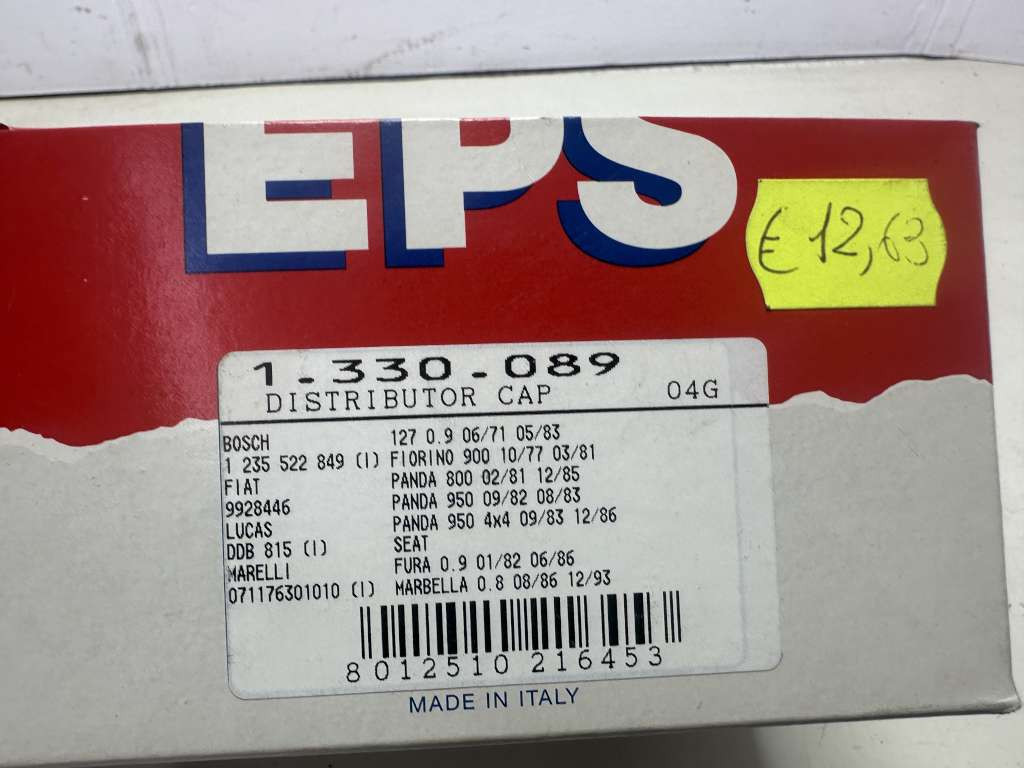 EPS
€ 12,63
1.330.089
DISTRIBUTOR CAP 04G
BOSCH 127 0.9 06/71 05/83
1 235 522 849 (I) FIORINO 900 10/77 03/81
FIAT PANDA 800 02/81 12/85
9928446 PANDA 950 09/82 08/83
LUCAS PANDA 950 4x4 09/83 12/86
DDB 815 (I) SEAT
MARELLI FURA 0.9 01/82 06/86
071176301010 (I) MARBELLA 0.8 08/86 12/93
8 012510 216453
MADE IN ITALY